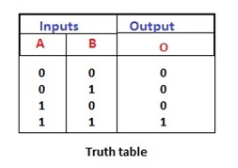 Inputs Output
A B O
0 0 0
0 1 0
1 0 0
1 1 1
Truth table